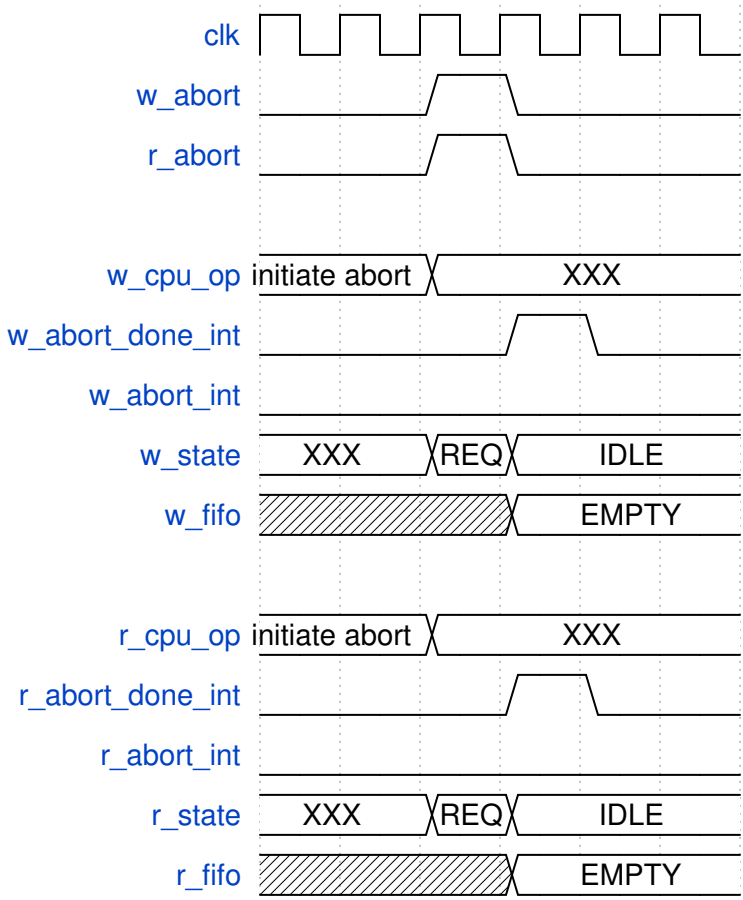 clk
w_abort
r_abort
w_cpu_op initiate abort XXX
w_abort_done_int
w_abort_int
w_state XXX REQ IDLE
w_fifo EMPTY
r_cpu_op initiate abort XXX
r_abort_done_int
r_abort_int
r_state XXX REQ IDLE
r_fifo EMPTY